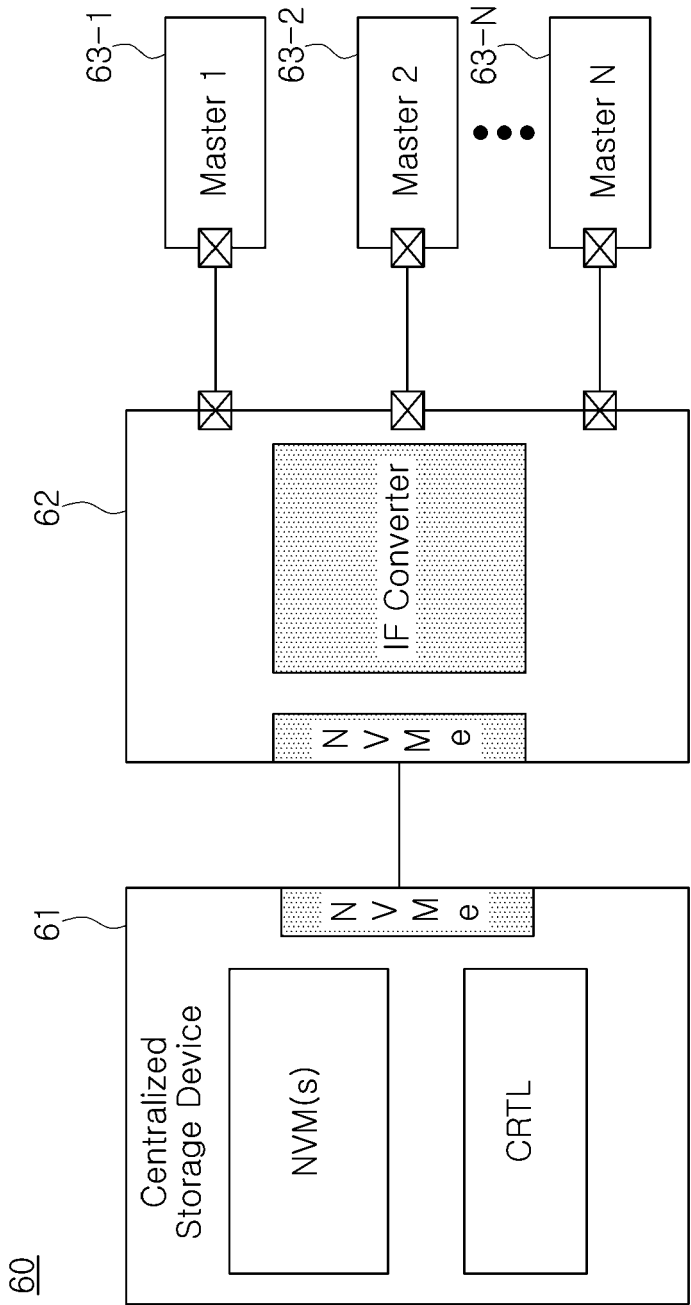 60
61
Centralized
Storage Device
NVM(s)
CRTL
NVMe
62
NVMe
IF Converter
63-1
Master 1
63-2
Master 2
63-N
Master N